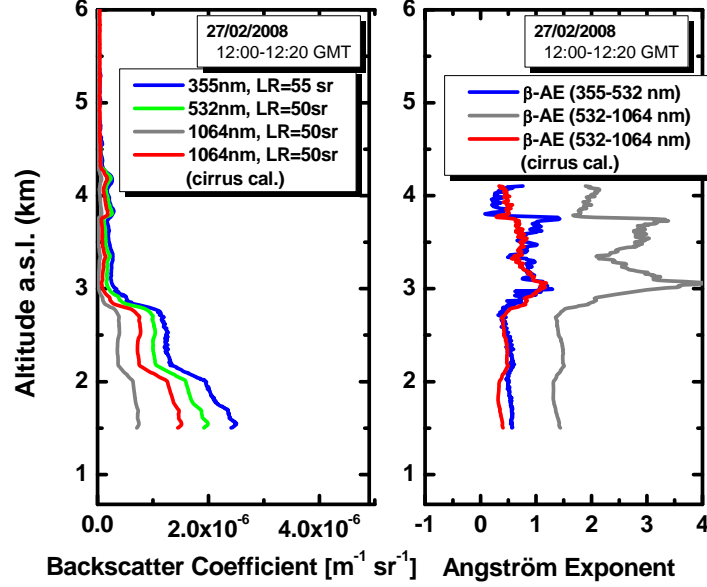 27/02/2008
12:00-12:20 GMT
355nm, LR=55 sr
532nm, LR=50sr
1064nm, LR=50sr
1064nm, LR=50sr
(cirrus cal.)
Altitude a.s.l. (km)
6
5
4
3
2
1
0.0
2.0x10⁻⁶
4.0x10⁻⁶
Backscatter Coefficient [m⁻¹ sr⁻¹]
27/02/2008
12:00-12:20 GMT
β-AE (355-532 nm)
β-AE (532-1064 nm)
β-AE (532-1064 nm)
(cirrus cal.)
6
5
4
3
2
1
-1
0
1
2
3
4
Angström Exponent